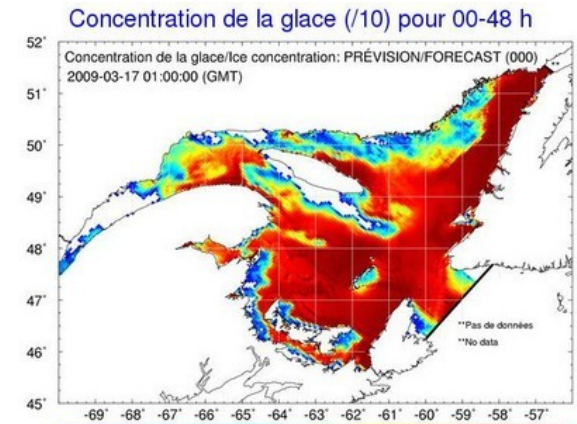 Concentration de la glace (/10) pour 00-48 h
Concentration de la glace/Ice concentration: PRÉVISION/FORECAST (000)
2009-03-17 01:00:00 (GMT)
52˚
51˚
50˚
49˚
48˚
47˚
46˚
45˚
**Pas de données
**No data
-69˚ -68˚ -67˚ -66˚ -65˚ -64˚ -63˚ -62˚ -61˚ -60˚ -59˚ -58˚ -57˚